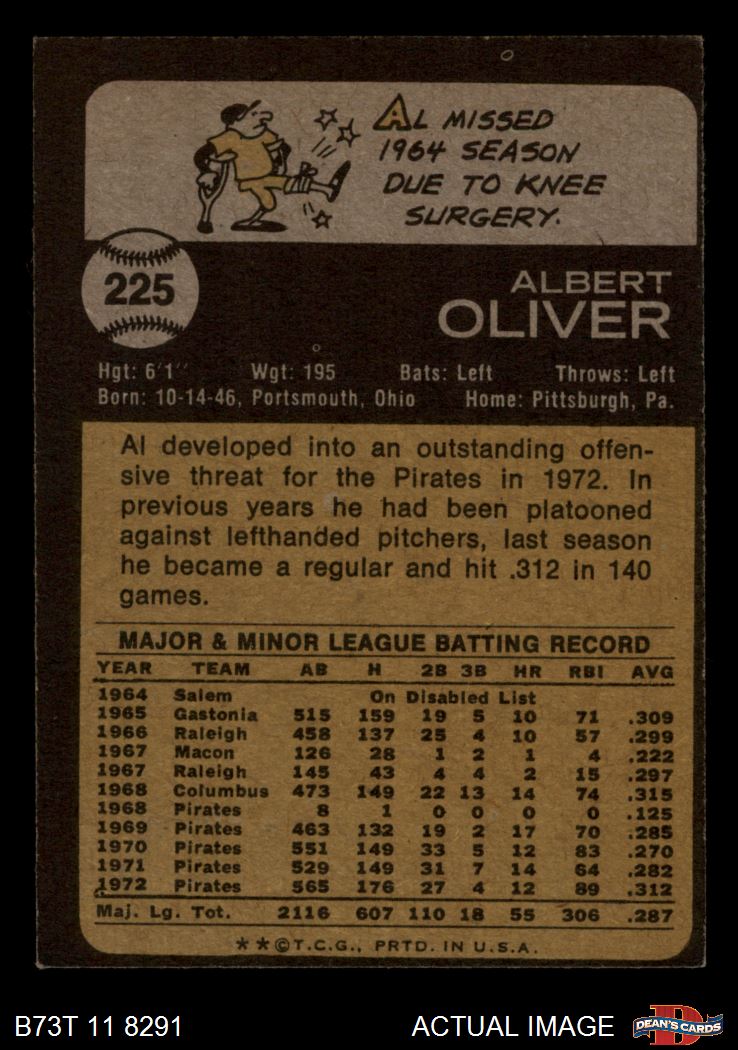 AL MISSED
1964 SEASON
DUE TO KNEE
SURGERY.
225
ALBERT
OLIVER
Hgt: 6'1" Wgt: 195 Bats: Left Throws: Left
Born: 10-14-46, Portsmouth, Ohio Home: Pittsburgh, Pa.
Al developed into an outstanding offen-
sive threat for the Pirates in 1972. In
previous years he had been platooned
against lefthanded pitchers, last season
he became a regular and hit .312 in 140
games.
MAJOR & MINOR LEAGUE BATTING RECORD
YEAR TEAM AB H 2B 3B HR RBI AVG
1964 Salem On Disabled List
1965 Gastonia 515 159 19 5 10 71 .309
1966 Raleigh 458 137 25 4 10 57 .299
1967 Macon 126 28 1 2 1 4 .222
1967 Raleigh 145 43 4 4 2 15 .297
1968 Columbus 473 149 22 13 14 74 .315
1968 Pirates 8 1 0 0 0 0 .125
1969 Pirates 463 132 19 2 17 70 .285
1970 Pirates 551 149 33 5 12 83 .270
1971 Pirates 529 149 31 7 14 64 .282
1972 Pirates 565 176 27 4 12 89 .312
Maj. Lg. Tot. 2116 607 110 18 55 306 .287
**©T.C.G., PRTD. IN U.S.A.
B73T 11 8291 ACTUAL IMAGE
DEAN'S CARDS